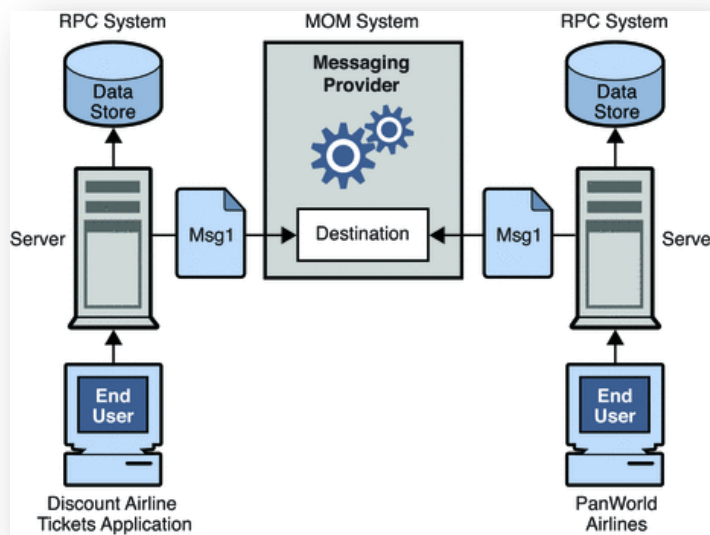 RPC System
MOM System
RPC System
Messaging
Provider
Data
Store
Data
Store
Server
Msg1
Destination
Msg1
Serve
End
User
End
User
Discount Airline
Tickets Application
PanWorld
Airlines